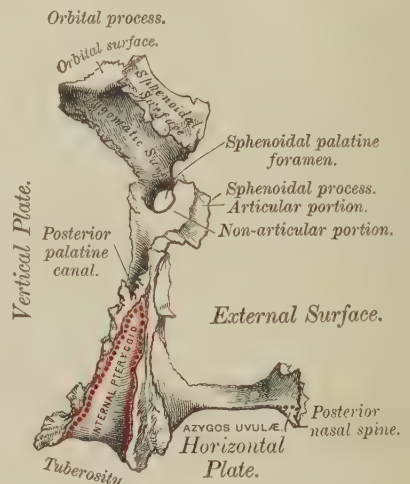 Orbital process.
Orbital surface.
Sphenoidal
Surface
Zygomatic Sur
Sphenoidal palatine
foramen.
Sphenoidal process.
Articular portion.
Non-articular portion.
Vertical Plate.
Posterior
palatine
canal.
External Surface.
INTERNAL PTERYGOID
AZYGOS UVULÆ.
Posterior
nasal spine.
Horizontal
Plate.
Tuberosity